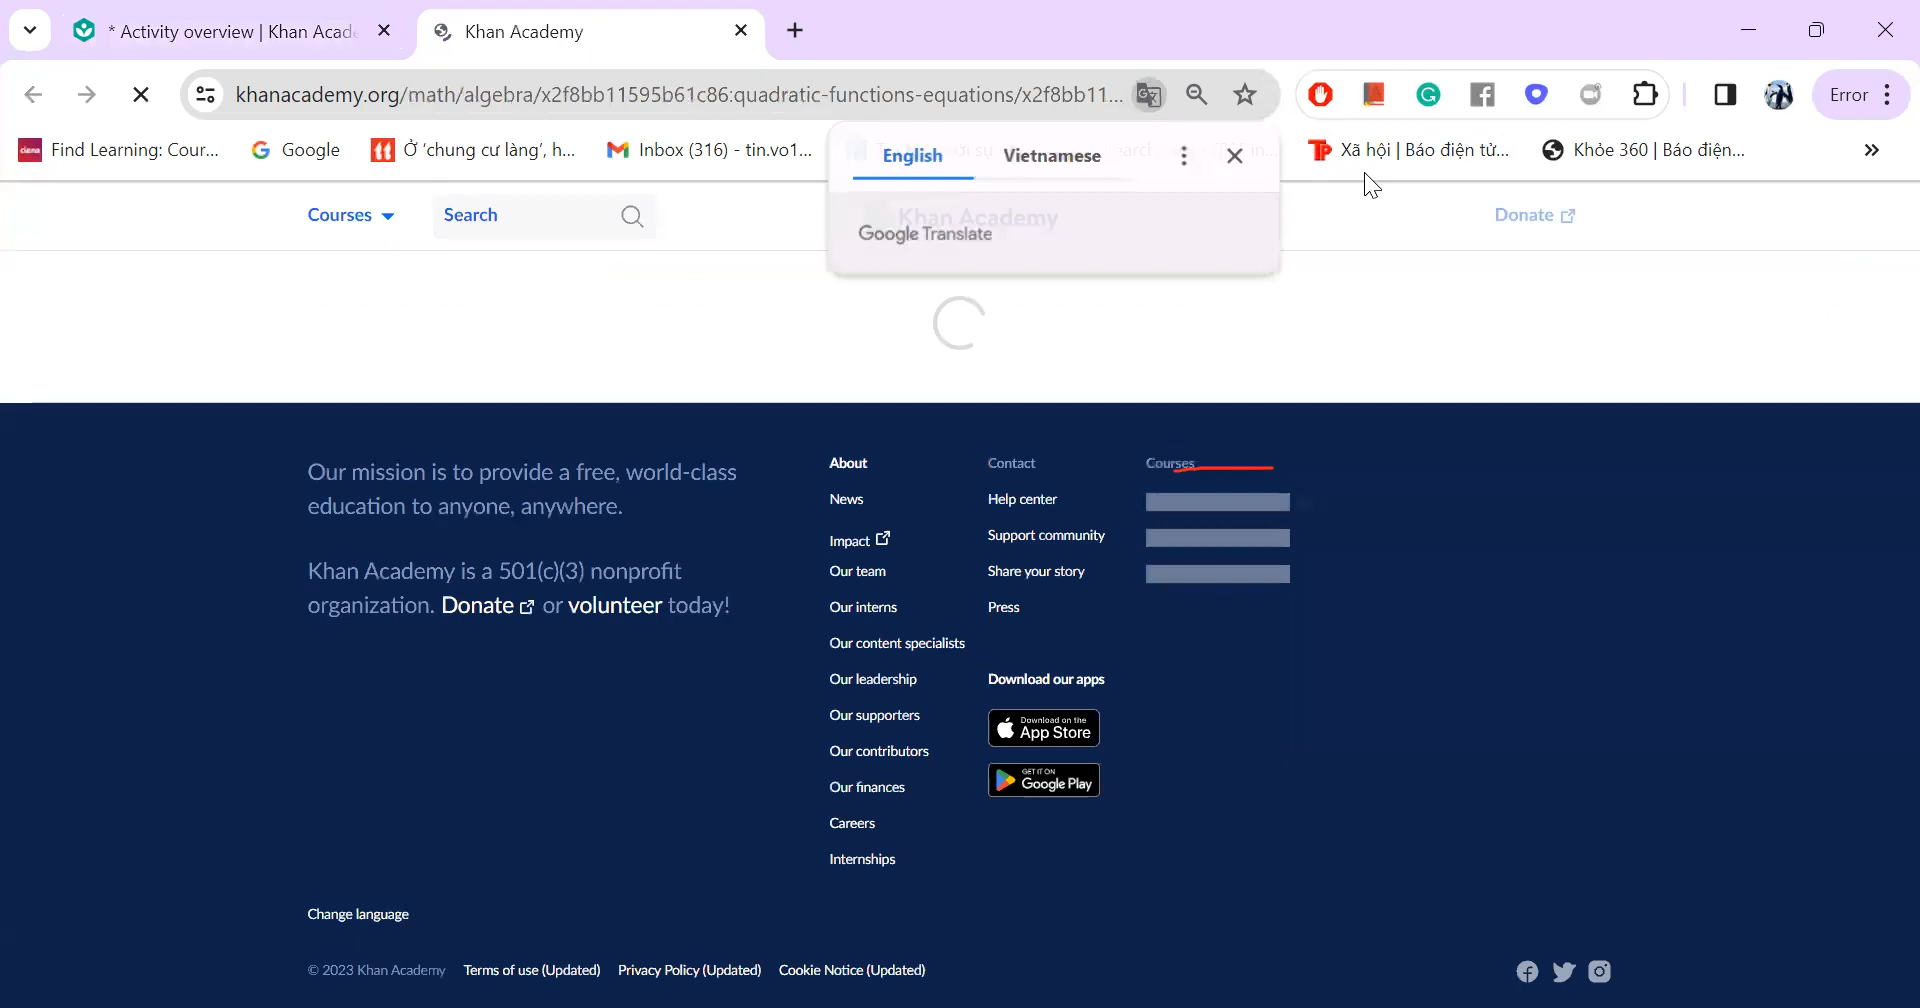 * Activity overview | Khan Acade
Khan Academy
khanacademy.org/math/algebra/x2f8bb11595b61c86:quadratic-functions-equations/x2f8bb11...
Error
Find Learning: Cour...
Google
Ở 'chung cư làng', h...
Inbox (316) - tin.vo1...
English
Vietnamese
Xã hội | Báo điện tử...
Khỏe 360 | Báo điện...
Courses
Search
Khan Academy
Google Translate
Donate
Our mission is to provide a free, world-class
education to anyone, anywhere.
Khan Academy is a 501(c)(3) nonprofit
organization. Donate or volunteer today!
About
News
Impact
Our team
Our interns
Our content specialists
Our leadership
Our supporters
Our contributors
Our finances
Careers
Internships
Contact
Help center
Support community
Share your story
Press
Download our apps
Download on the
App Store
GET IT ON
Google Play
Courses
Change language
© 2023 Khan Academy
Terms of use (Updated)
Privacy Policy (Updated)
Cookie Notice (Updated)